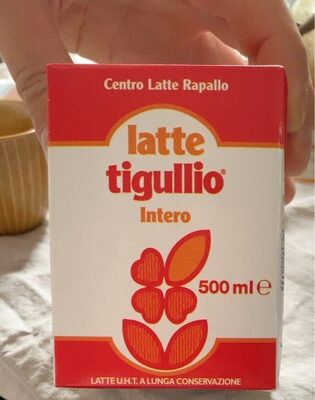 Centro Latte Rapallo
latte
tigullio®
Intero
500 ml e
LATTE U.H.T. A LUNGA CONSERVAZIONE